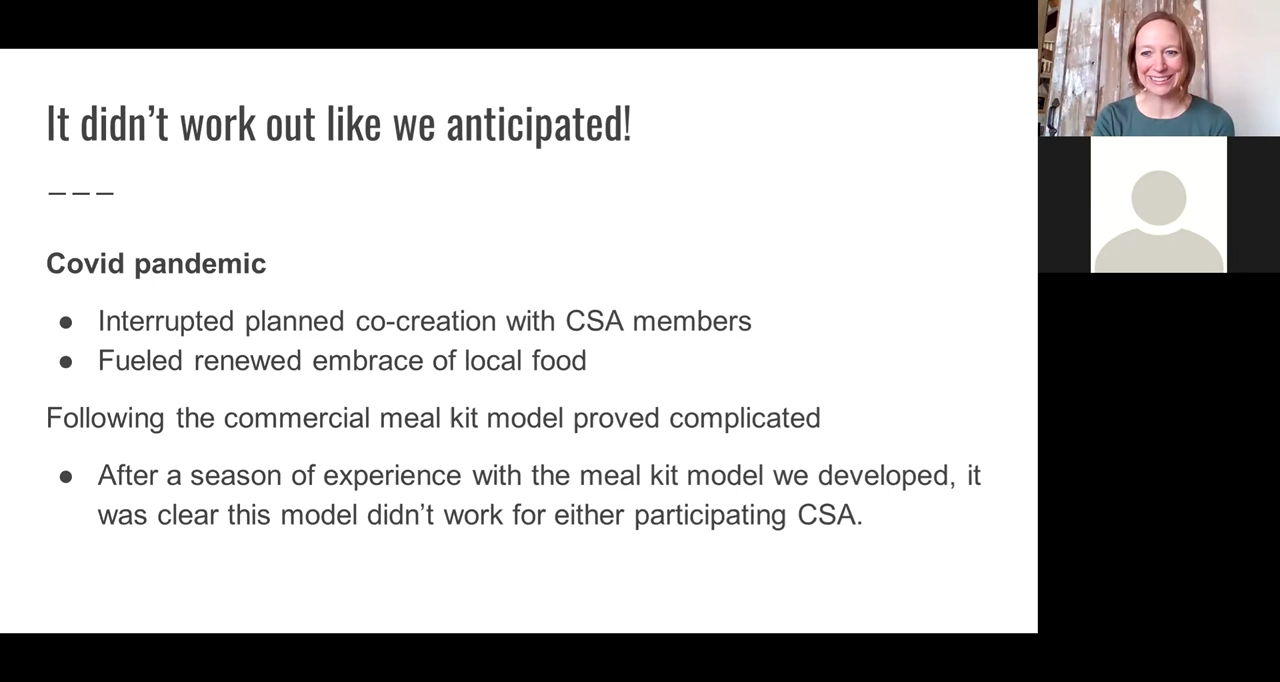 It didn’t work out like we anticipated!
Covid pandemic
● Interrupted planned co-creation with CSA members
● Fueled renewed embrace of local food
Following the commercial meal kit model proved complicated
● After a season of experience with the meal kit model we developed, it
was clear this model didn’t work for either participating CSA.